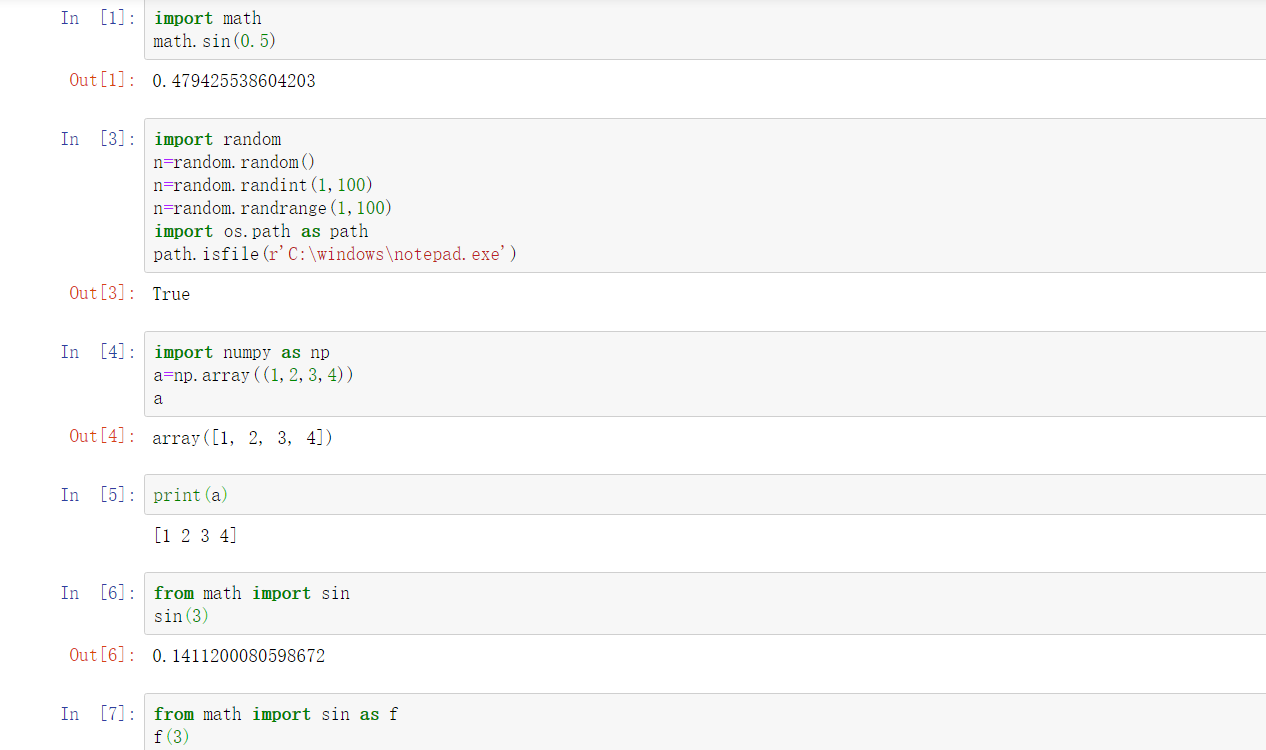 In [1]: import math
math.sin(0.5)
Out[1]: 0.479425538604203
In [3]: import random
n=random.random()
n=random.randint(1,100)
n=random.randrange(1,100)
import os.path as path
path.isfile(r'C:\windows\notepad.exe')
Out[3]: True
In [4]: import numpy as np
a=np.array((1,2,3,4))
a
Out[4]: array([1, 2, 3, 4])
In [5]: print(a)
[1 2 3 4]
In [6]: from math import sin
sin(3)
Out[6]: 0.1411200080598672
In [7]: from math import sin as f
f(3)